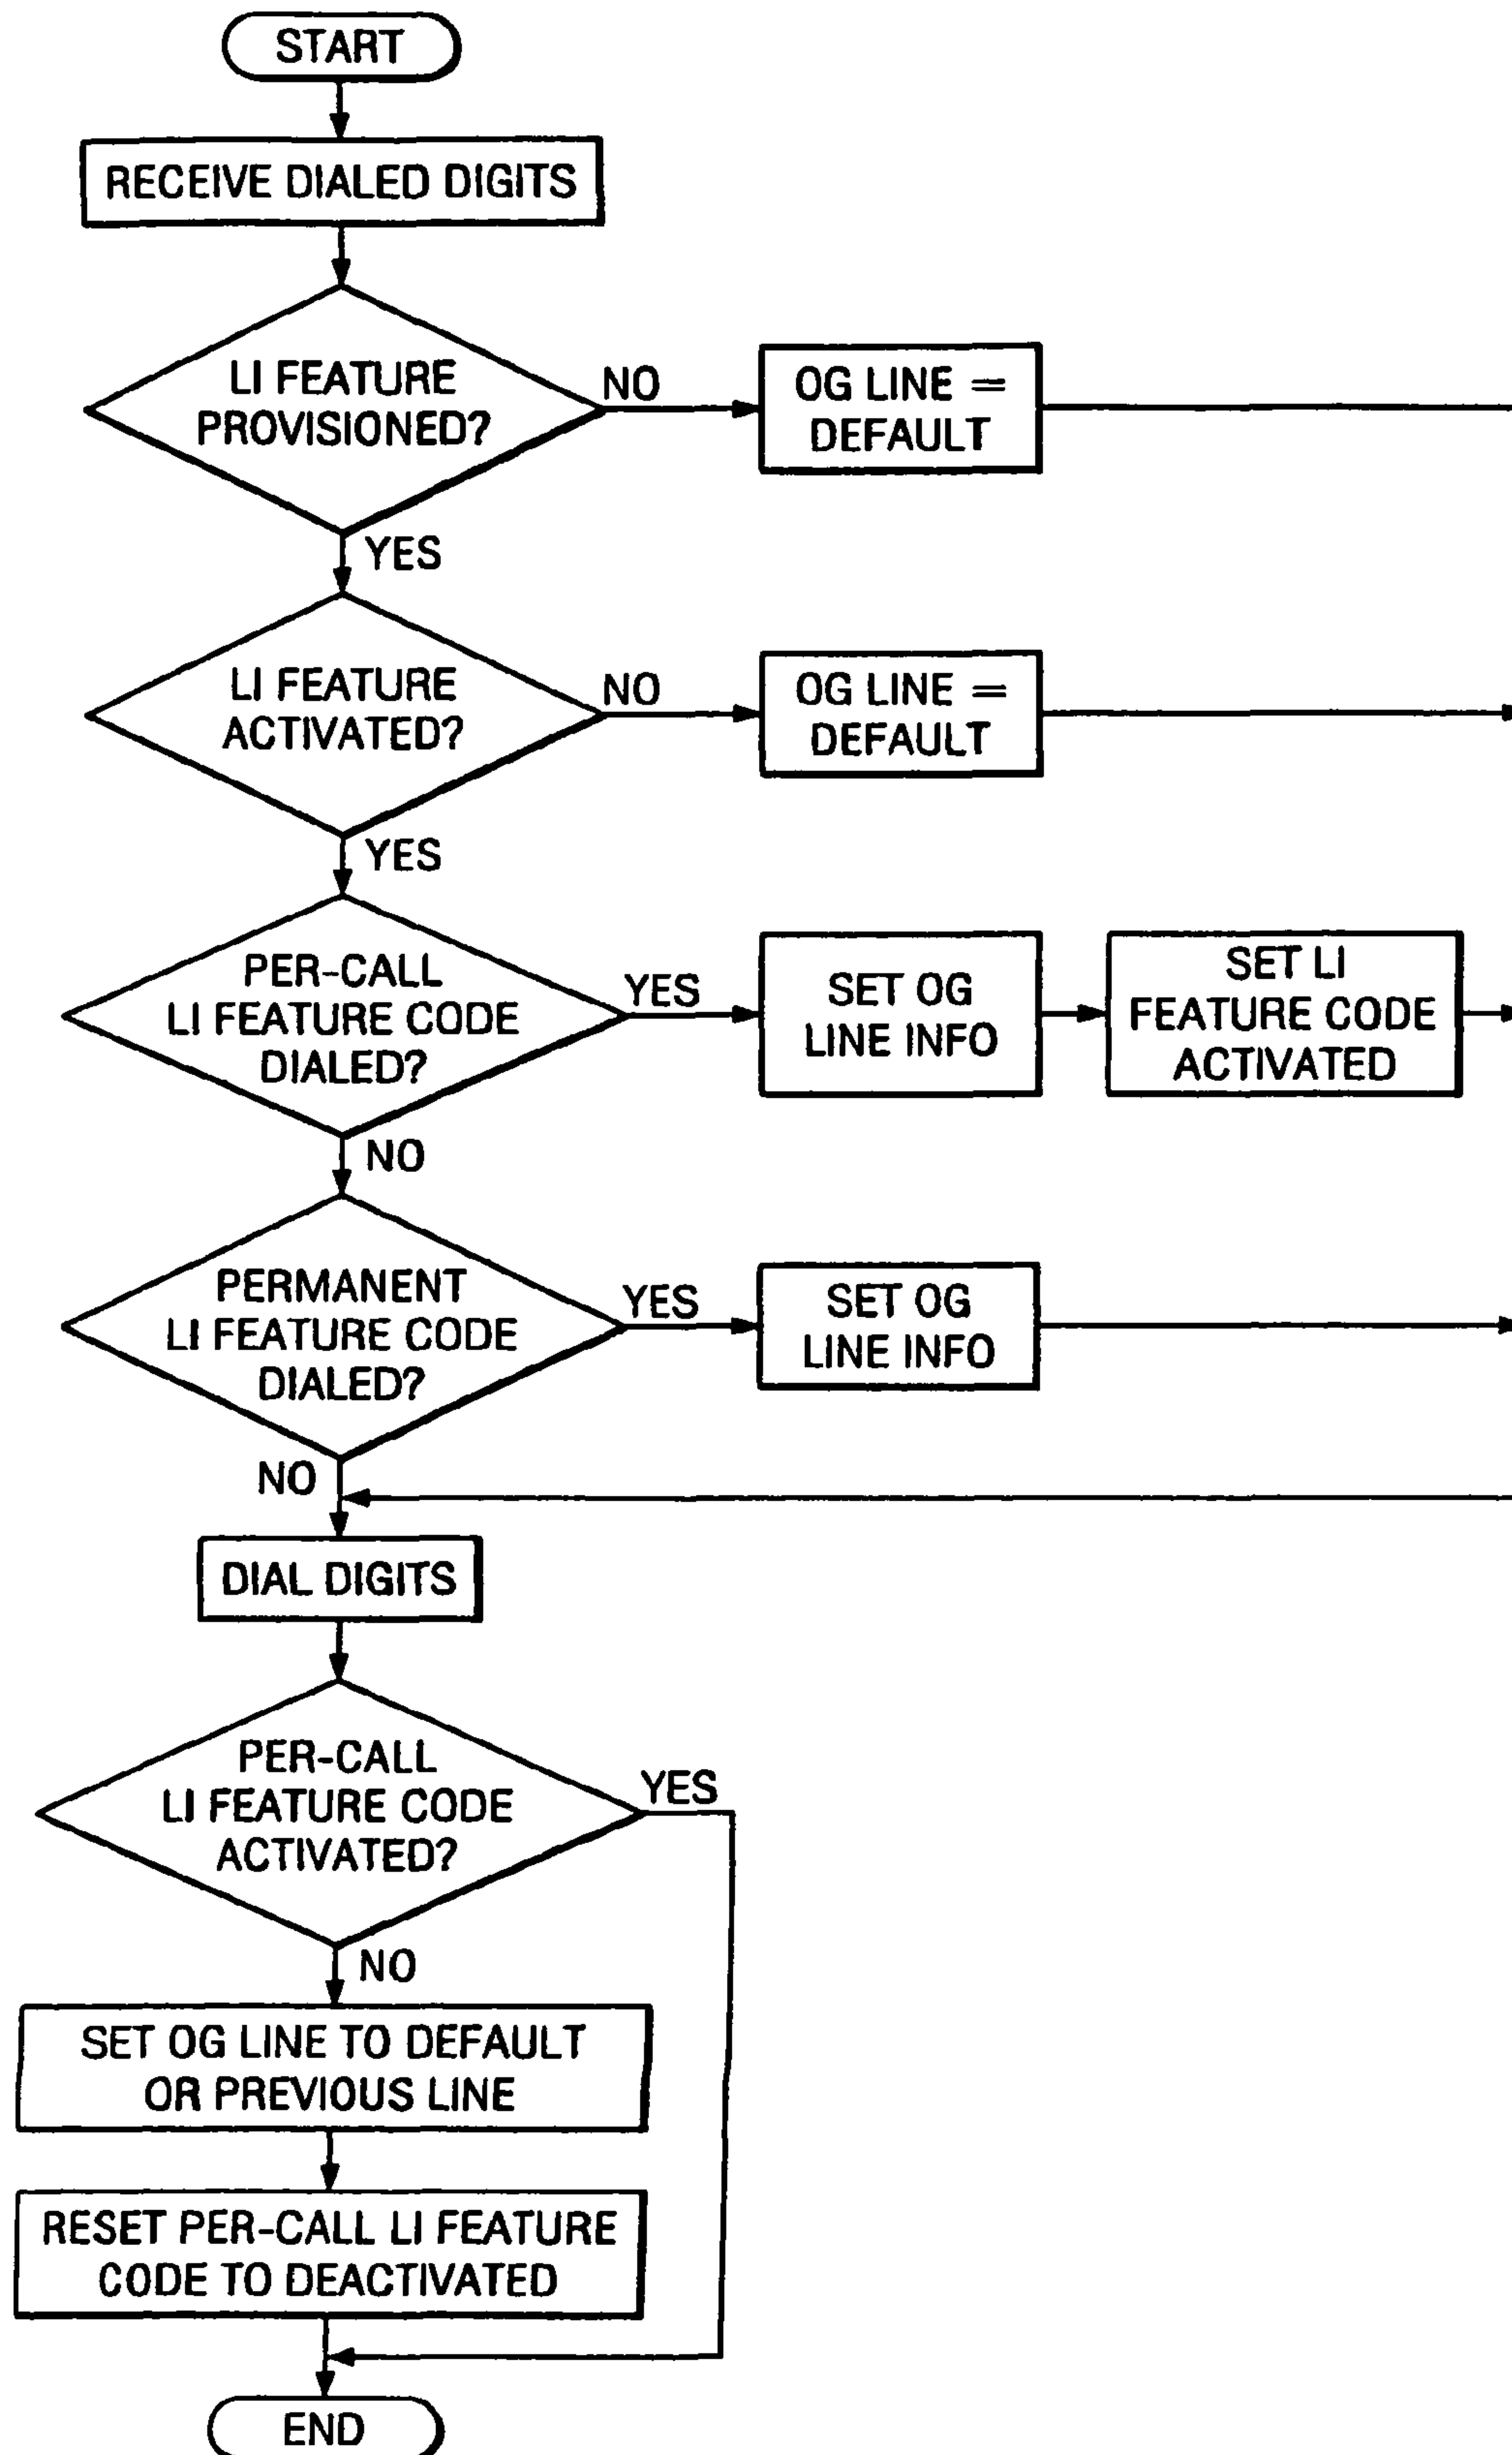 START
RECEIVE DIALED DIGITS
LI FEATURE
PROVISIONED?
NO
OG LINE =
DEFAULT
YES
LI FEATURE
ACTIVATED?
NO
OG LINE =
DEFAULT
YES
PER-CALL
LI FEATURE CODE
DIALED?
YES
SET OG
LINE INFO
SET LI
FEATURE CODE
ACTIVATED
NO
PERMANENT
LI FEATURE CODE
DIALED?
YES
SET OG
LINE INFO
NO
DIAL DIGITS
PER-CALL
LI FEATURE CODE
ACTIVATED?
YES
NO
SET OG LINE TO DEFAULT
OR PREVIOUS LINE
RESET PER-CALL LI FEATURE
CODE TO DEACTIVATED
END